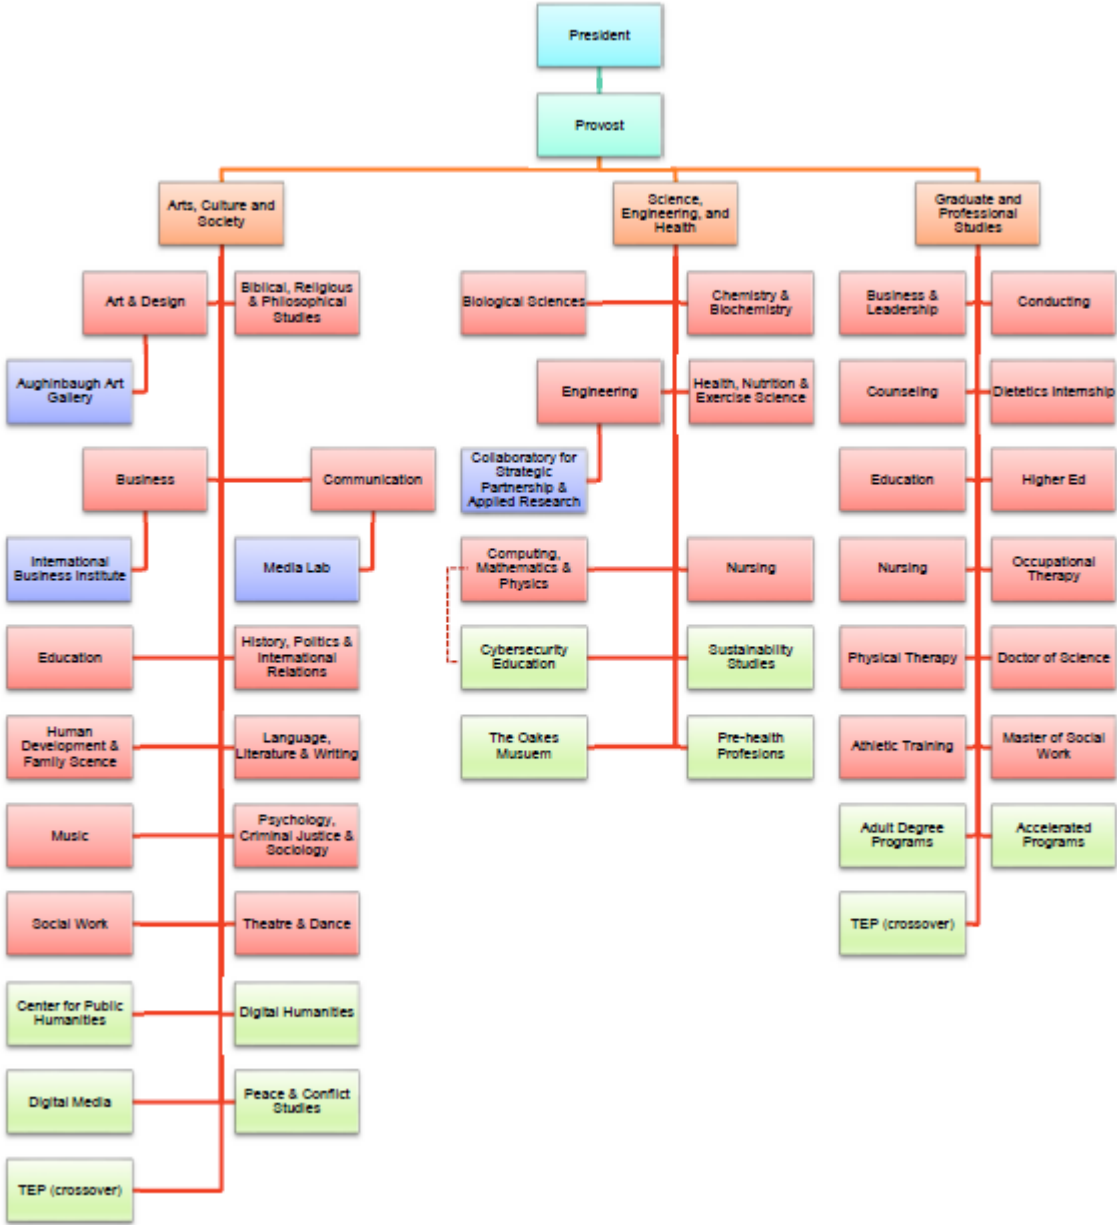 President
Provost
Arts, Culture and
Society
Science,
Engineering, and
Health
Graduate and
Professional
Studies
Art & Design
Biblical, Religious
& Philosophical
Studies
Aughinbaugh Art
Gallery
Business
Communication
International
Business Institute
Media Lab
Education
History, Politics &
International
Relations
Human
Development &
Family Scence
Language,
Literature & Writing
Music
Psychology,
Criminal Justice &
Sociology
Social Work
Theatre & Dance
Center for Public
Humanities
Digital Humanities
Digital Media
Peace & Conflict
Studies
TEP (crossover)
Biological Sciences
Chemistry &
Biochemistry
Engineering
Health, Nutrition &
Exercise Science
Collaboratory for
Strategic
Partnership &
Applied Research
Computing,
Mathematics &
Physics
Nursing
Cybersecurity
Education
Sustainability
Studies
The Oakes
Musuem
Pre-health
Profesions
Business &
Leadership
Conducting
Counseling
Dietetics Internship
Education
Higher Ed
Nursing
Occupational
Therapy
Physical Therapy
Doctor of Science
Athletic Training
Master of Social
Work
Adult Degree
Programs
Accelerated
Programs
TEP (crossover)